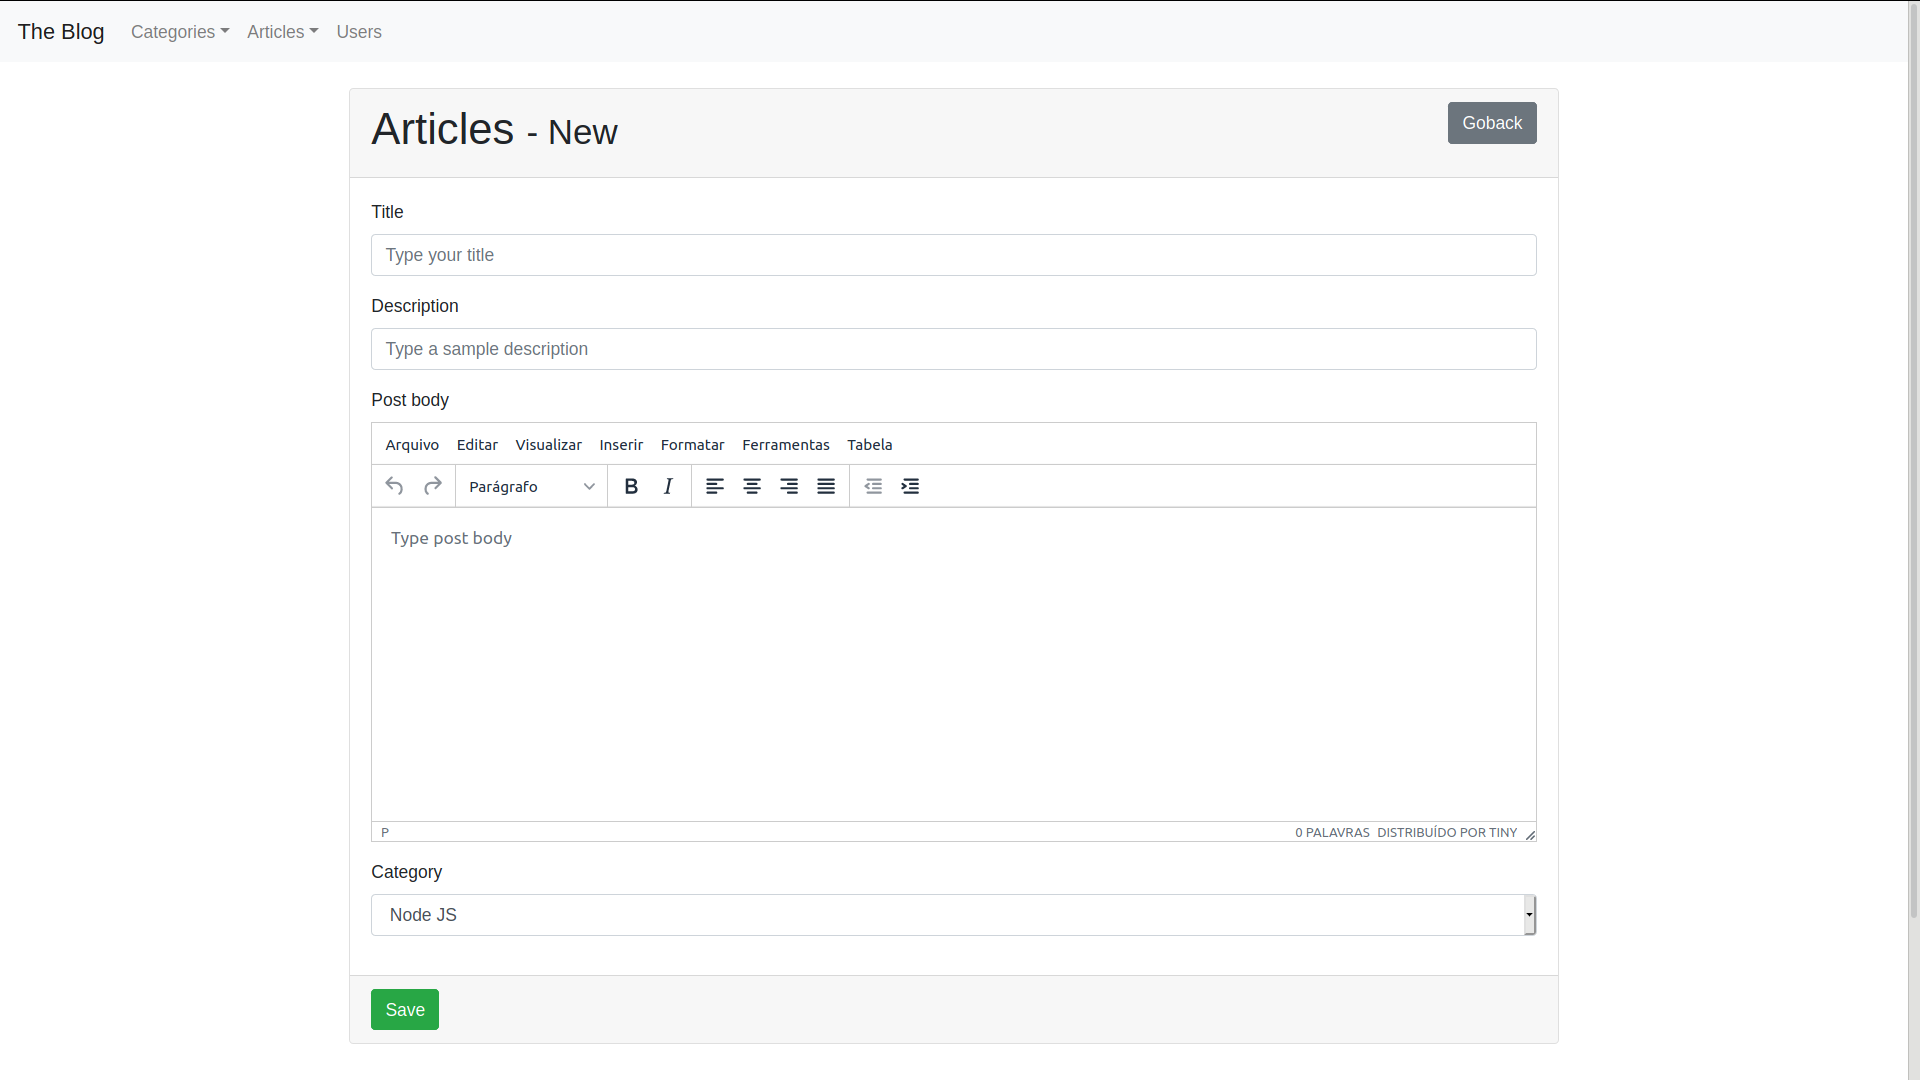 The Blog Categories Articles Users
Articles - New
Goback
Title
Type your title
Description
Type a sample description
Post body
Arquivo Editar Visualizar Inserir Formatar Ferramentas Tabela
Parágrafo B I
Type post body
P 0 PALAVRAS DISTRIBUÍDO POR TINY
Category
Node JS
Save